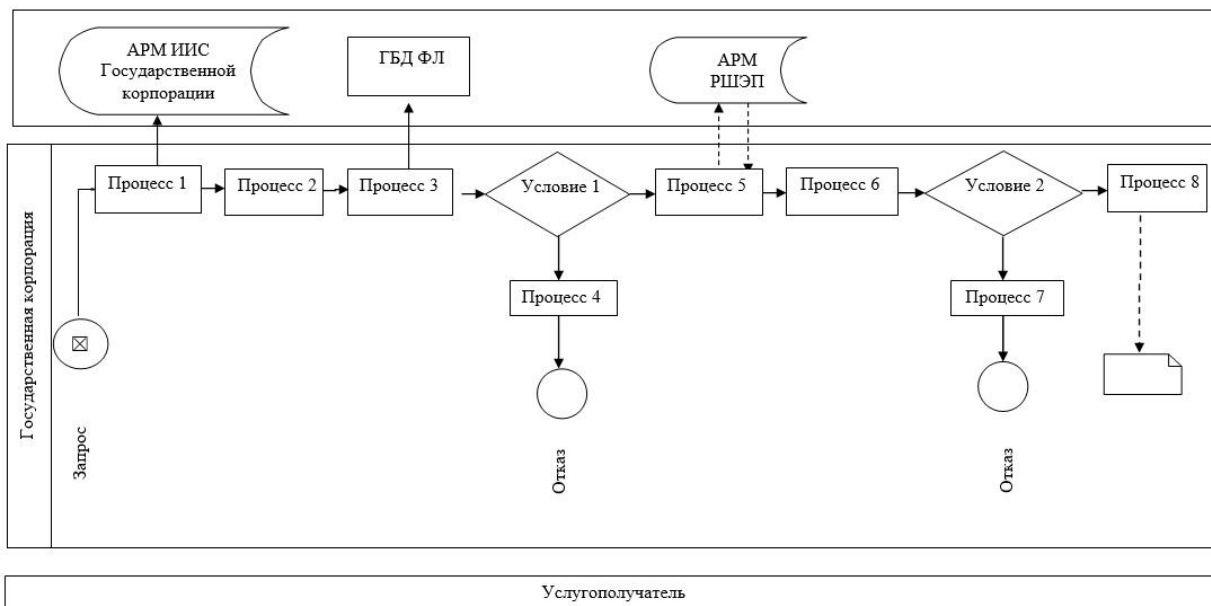 АРМ ИИС
Государственной
корпорации
ГБД ФЛ
АРМ
РШЭП
Государственная корпорация
Процесс 1
Процесс 2
Процесс 3
Условие 1
Процесс 5
Процесс 6
Условие 2
Процесс 8
Процесс 4
Процесс 7
Запрос
Отказ
Отказ
Услугополучатель